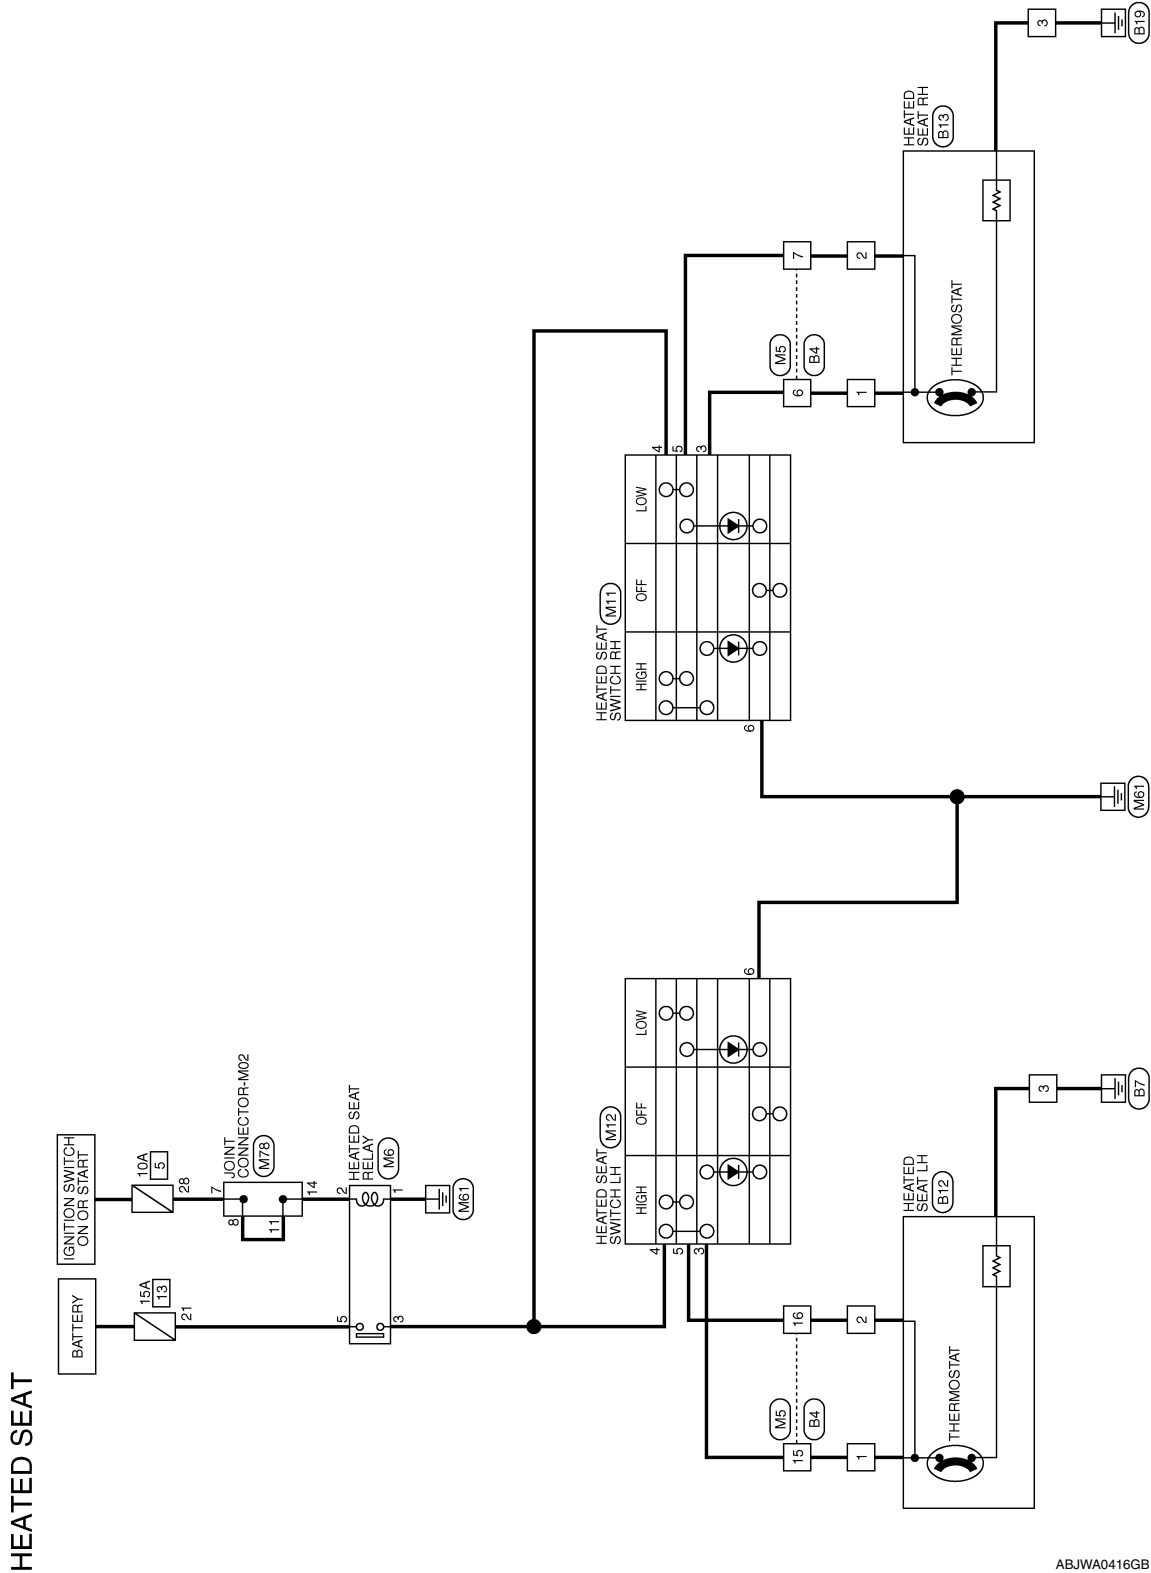 HEATED SEAT
BATTERY
15A
13
21
IGNITION SWITCH
ON OR START
10A
5
28
7
8
11
14
JOINT
CONNECTOR-M02
M78
5
3
2
1
HEATED SEAT
RELAY
M6
M61
HEATED SEAT
SWITCH LH
M12
HIGH
OFF
LOW
4
5
3
6
M5
B4
15
16
1
2
THERMOSTAT
HEATED
SEAT LH
B12
3
B7
M61
HEATED SEAT
SWITCH RH
M11
HIGH
OFF
LOW
6
4
5
3
M5
B4
6
7
1
2
THERMOSTAT
HEATED
SEAT RH
B13
3
B19
ABJWA0416GB